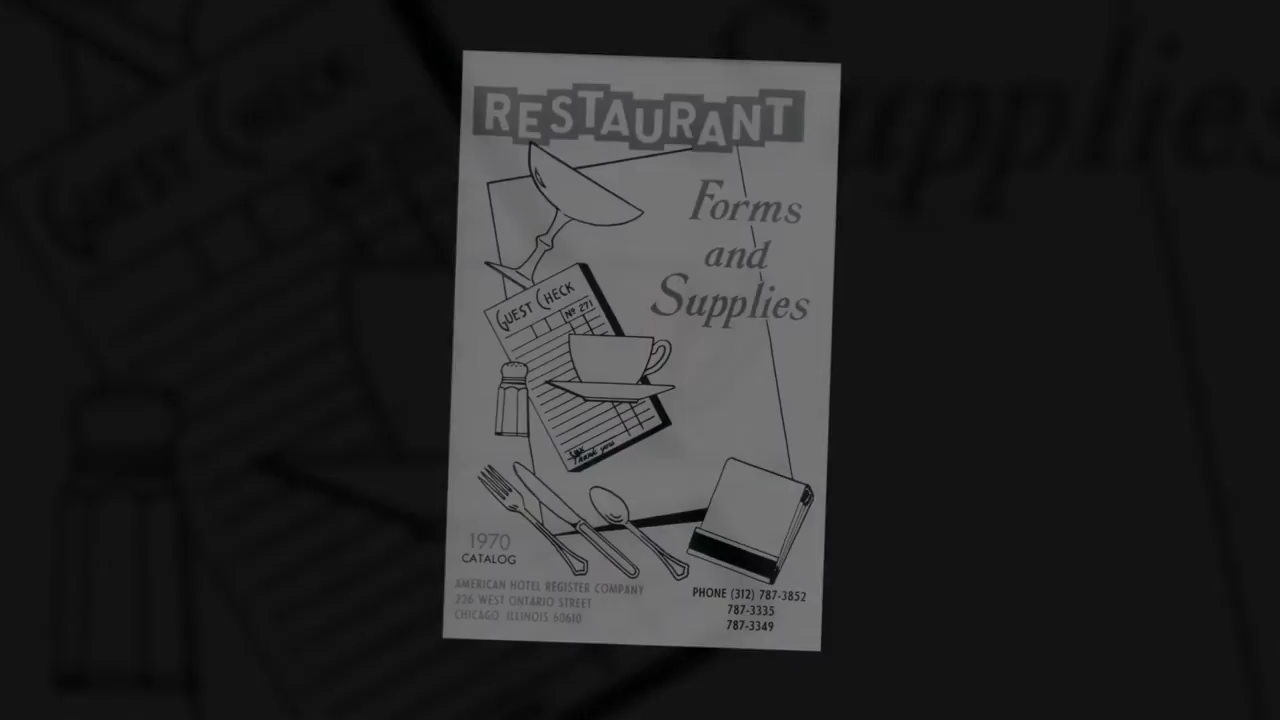 RESTAURANT
Forms
and
Supplies
GUEST CHECK
Nº 271
Thank you
1970
CATALOG
AMERICAN HOTEL REGISTER COMPANY
226 WEST ONTARIO STREET
CHICAGO, ILLINOIS 60610
PHONE (312) 787-3852
787-3335
787-3349